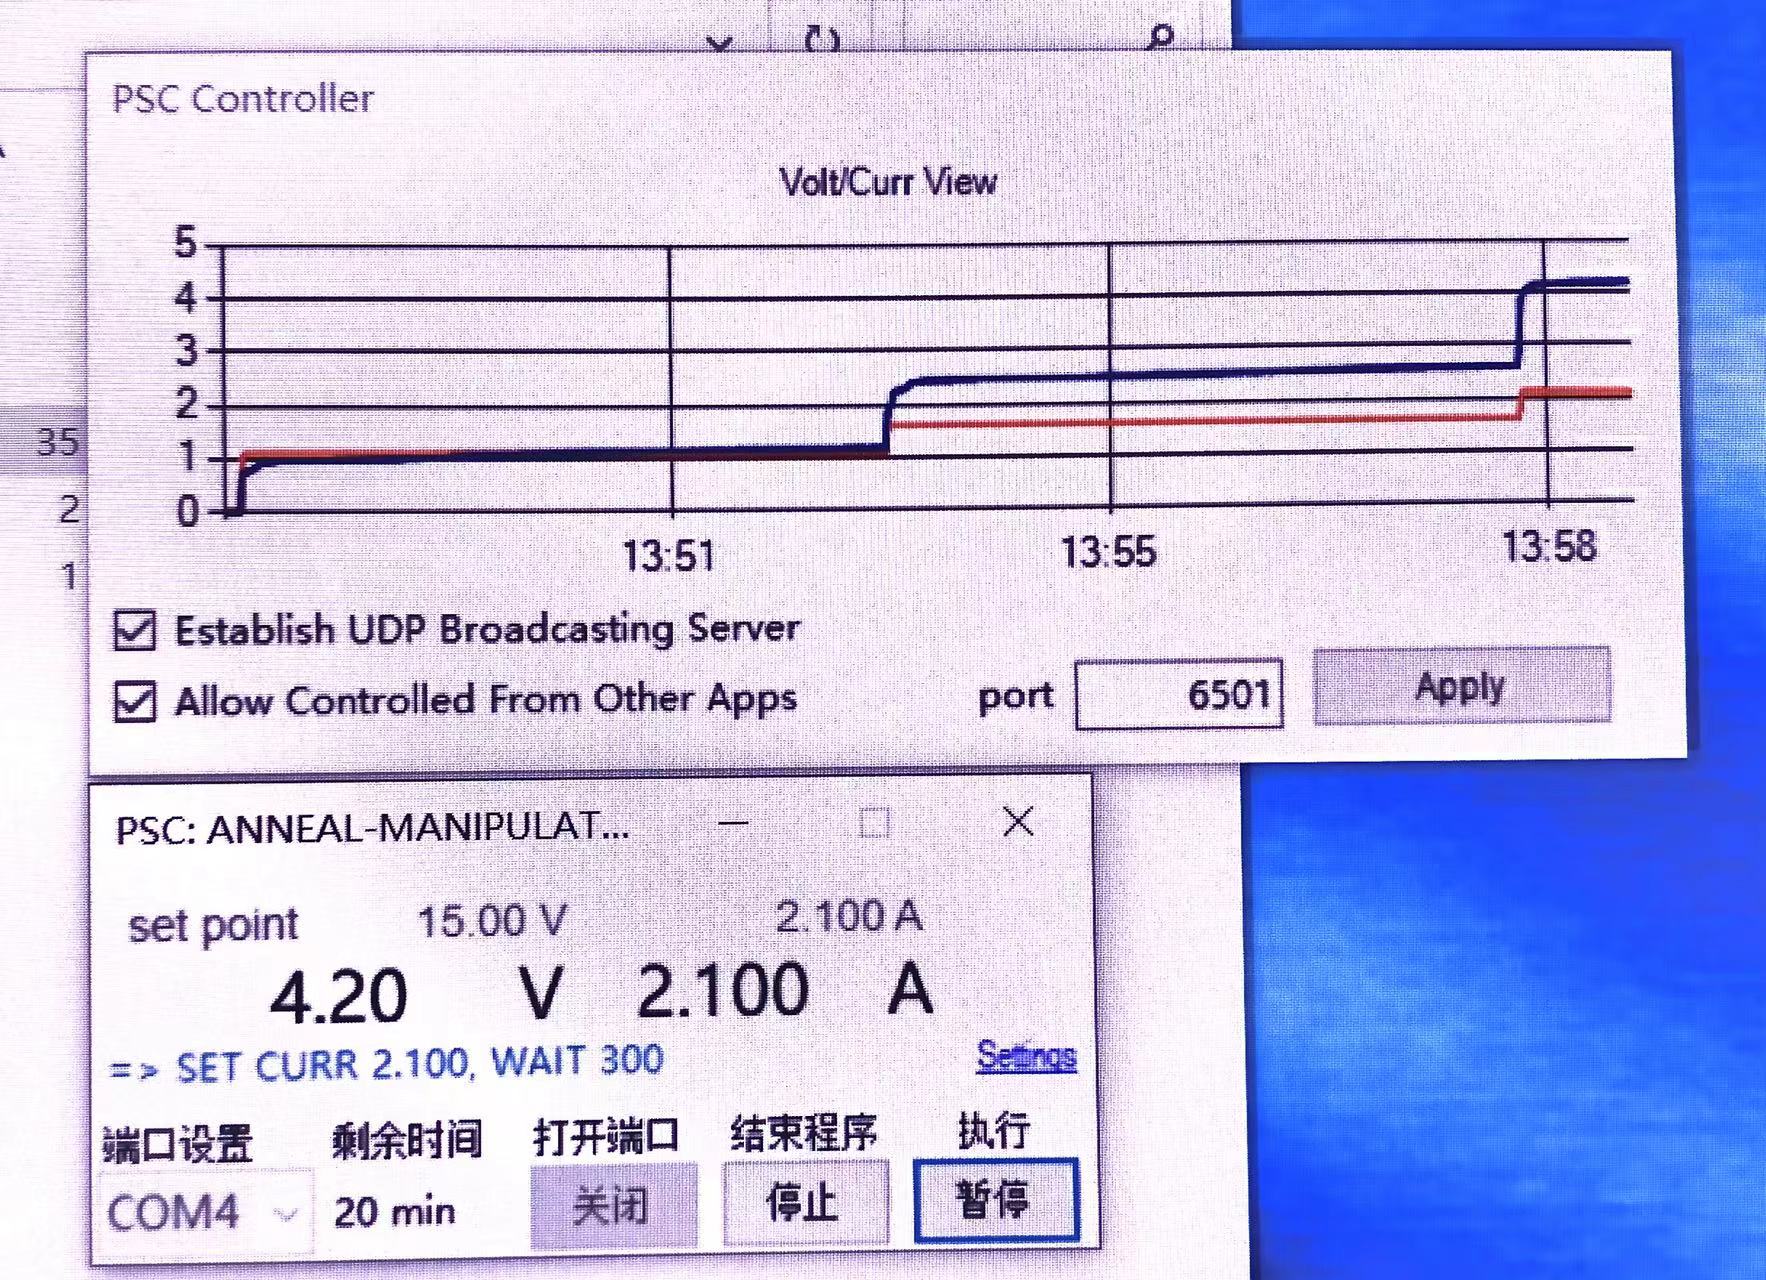 PSC Controller
Volt/Curr View
5
4
3
2
1
0
13:51 13:55 13:58
35
2
1
Establish UDP Broadcasting Server
Allow Controlled From Other Apps
port 6501 Apply
PSC: ANNEAL-MANIPULAT...
set point 15.00 V 2.100 A
4.20 V 2.100 A
=> SET CURR 2.100, WAIT 300 Settings
端口设置 剩余时间 打开端口 结束程序 执行
COM4 20 min 关闭 停止 暂停